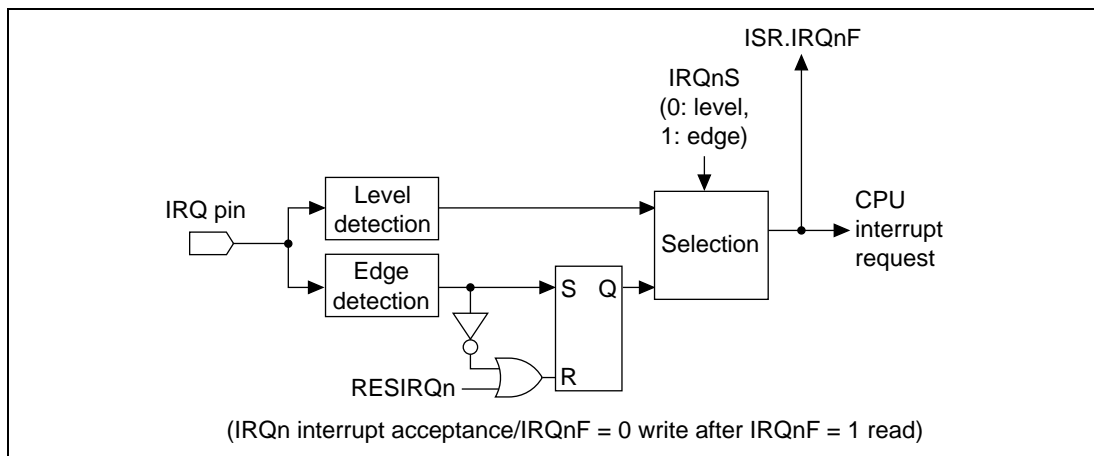 ISR.IRQnF
IRQnS
(0: level,
1: edge)
IRQ pin
Level
detection
CPU
interrupt
request
Selection
Edge
detection
S Q
R
RESIRQn
(IRQn interrupt acceptance/IRQnF = 0 write after IRQnF = 1 read)